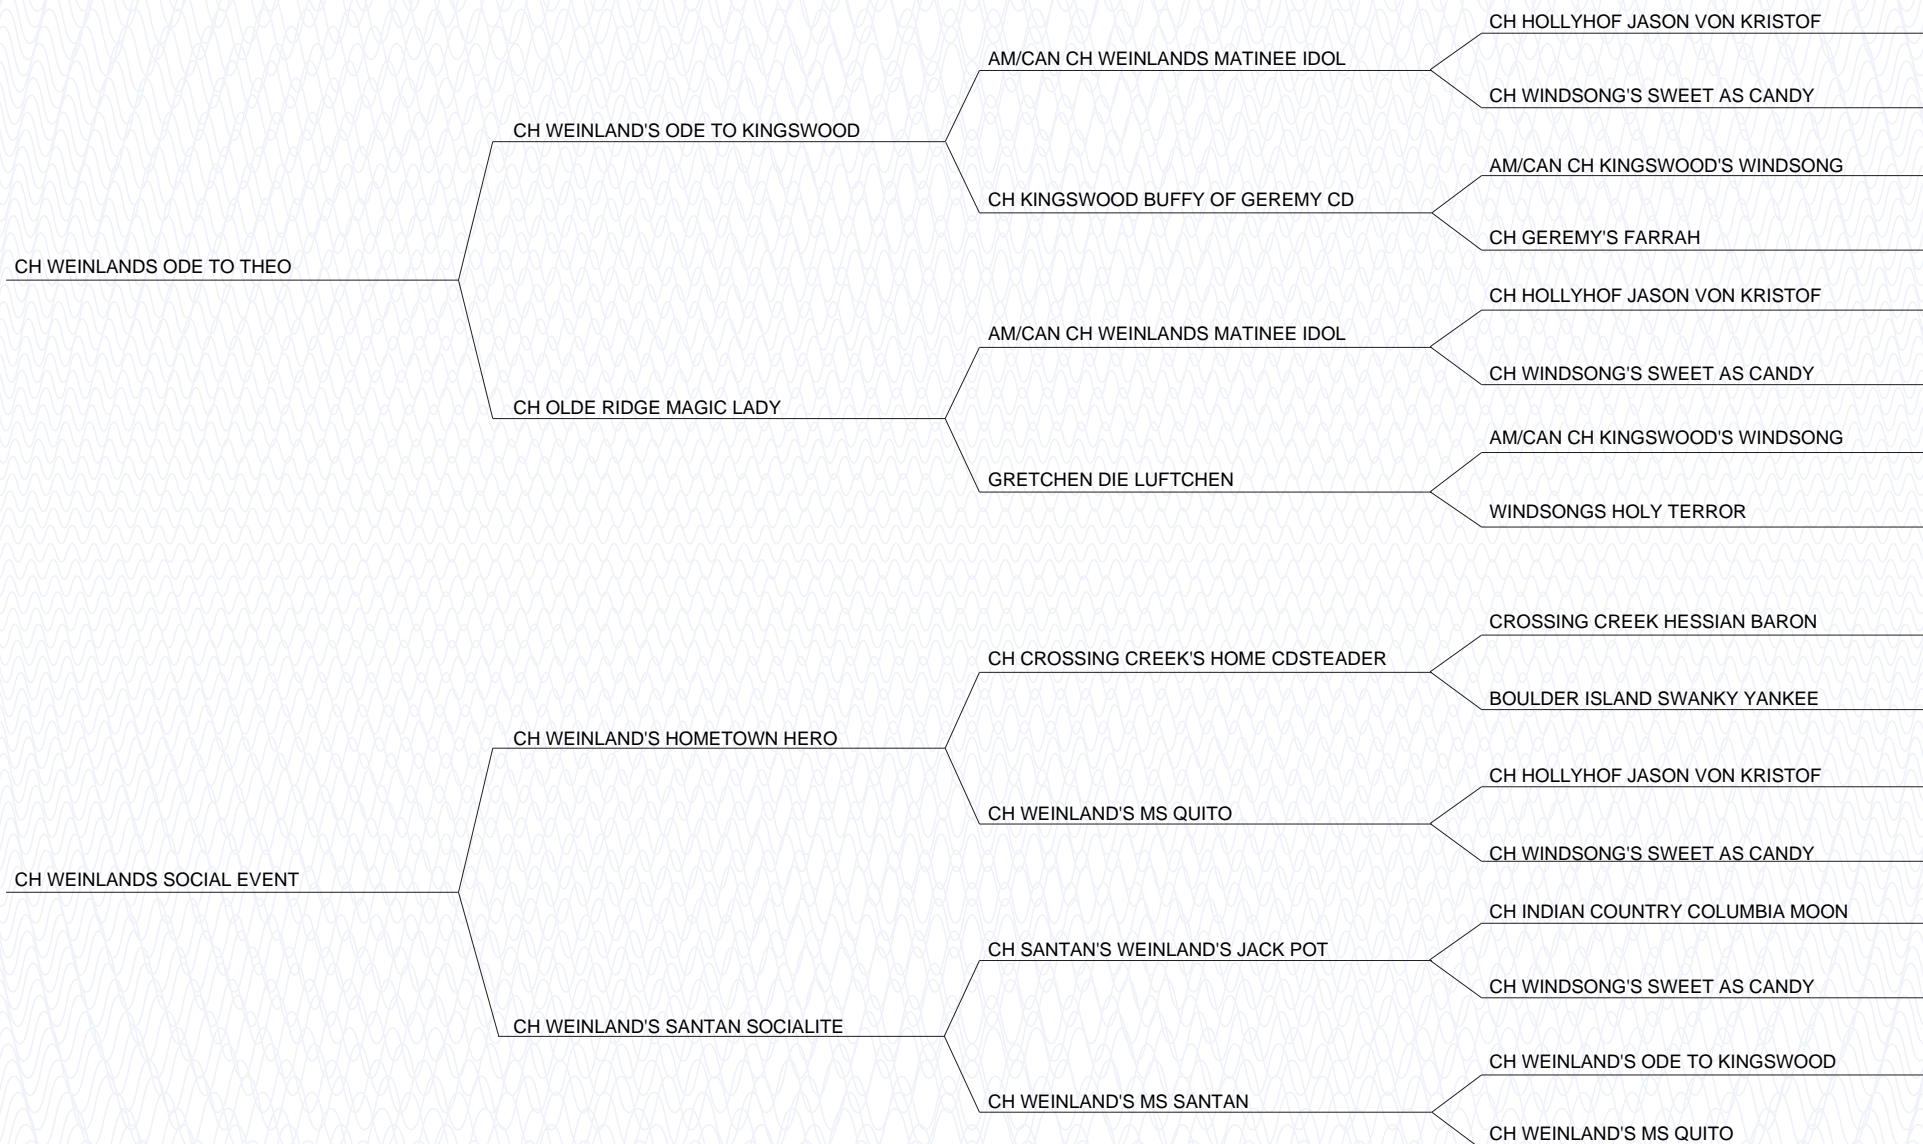 CH WEINLANDS ODE TO THEO
CH WEINLAND'S ODE TO KINGSWOOD
AM/CAN CH WEINLANDS MATINEE IDOL
CH HOLLYHOF JASON VON KRISTOF
CH WINDSONG'S SWEET AS CANDY
CH KINGSWOOD BUFFY OF GEREMY CD
AM/CAN CH KINGSWOOD'S WINDSONG
CH GEREMY'S FARRAH
CH OLDE RIDGE MAGIC LADY
AM/CAN CH WEINLANDS MATINEE IDOL
CH HOLLYHOF JASON VON KRISTOF
CH WINDSONG'S SWEET AS CANDY
GRETCHEN DIE LUFTCHEN
AM/CAN CH KINGSWOOD'S WINDSONG
WINDSONGS HOLY TERROR
CH WEINLANDS SOCIAL EVENT
CH WEINLAND'S HOMETOWN HERO
CH CROSSING CREEK'S HOME CDSTEADER
CROSSING CREEK HESSIAN BARON
BOULDER ISLAND SWANKY YANKEE
CH WEINLAND'S MS QUITO
CH HOLLYHOF JASON VON KRISTOF
CH WINDSONG'S SWEET AS CANDY
CH WEINLAND'S SANTAN SOCIALITE
CH SANTAN'S WEINLAND'S JACK POT
CH INDIAN COUNTRY COLUMBIA MOON
CH WINDSONG'S SWEET AS CANDY
CH WEINLAND'S MS SANTAN
CH WEINLAND'S ODE TO KINGSWOOD
CH WEINLAND'S MS QUITO